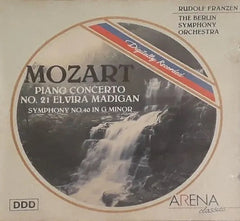 RUDOLF FRANZEN
THE BERLIN
SYMPHONY
ORCHESTRA
Digitally Recorded
MOZART
PIANO CONCERTO
NO. 21 ELVIRA MADIGAN
SYMPHONY NO.40 IN G MINOR
DDD
ARENA
classics